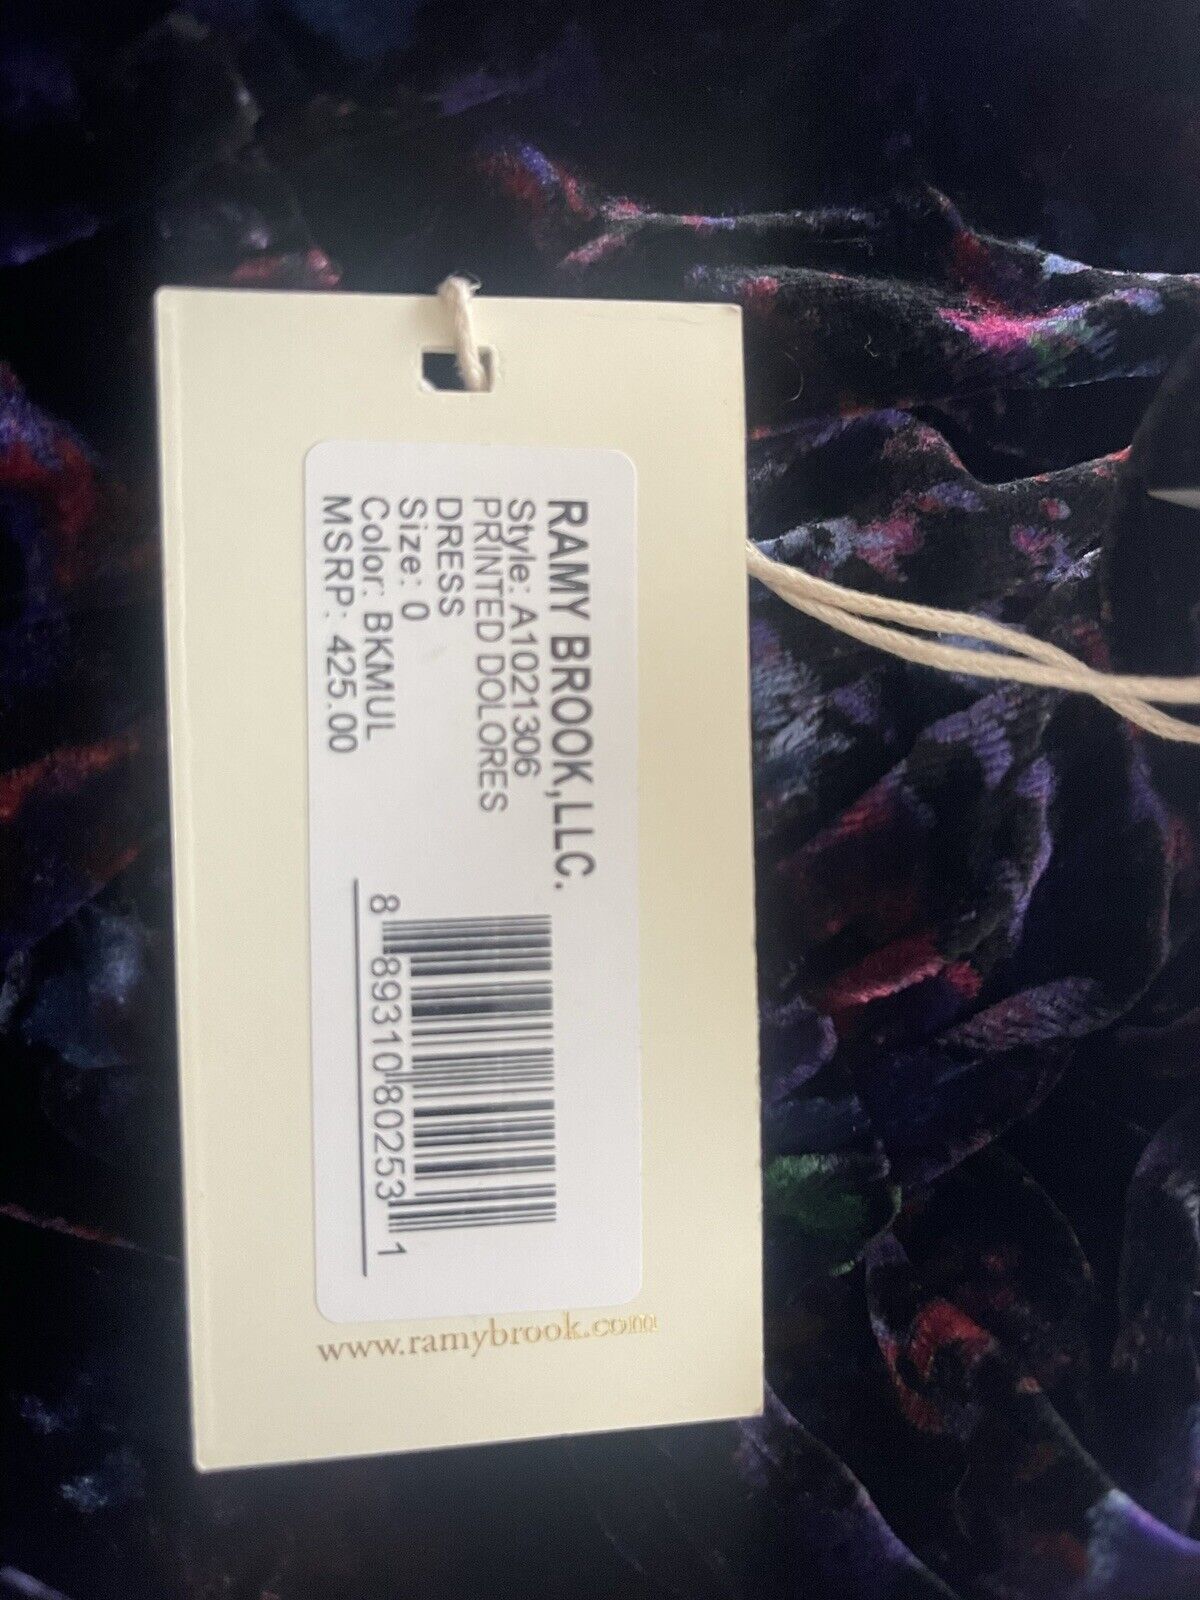 RAMY BROOK,LLC.
Style: A1021306
PRINTED DOLORES
DRESS
Size: 0
Color: BKMUL
MSRP: 425.00
8 89310 80253 1
www.ramybrook.com